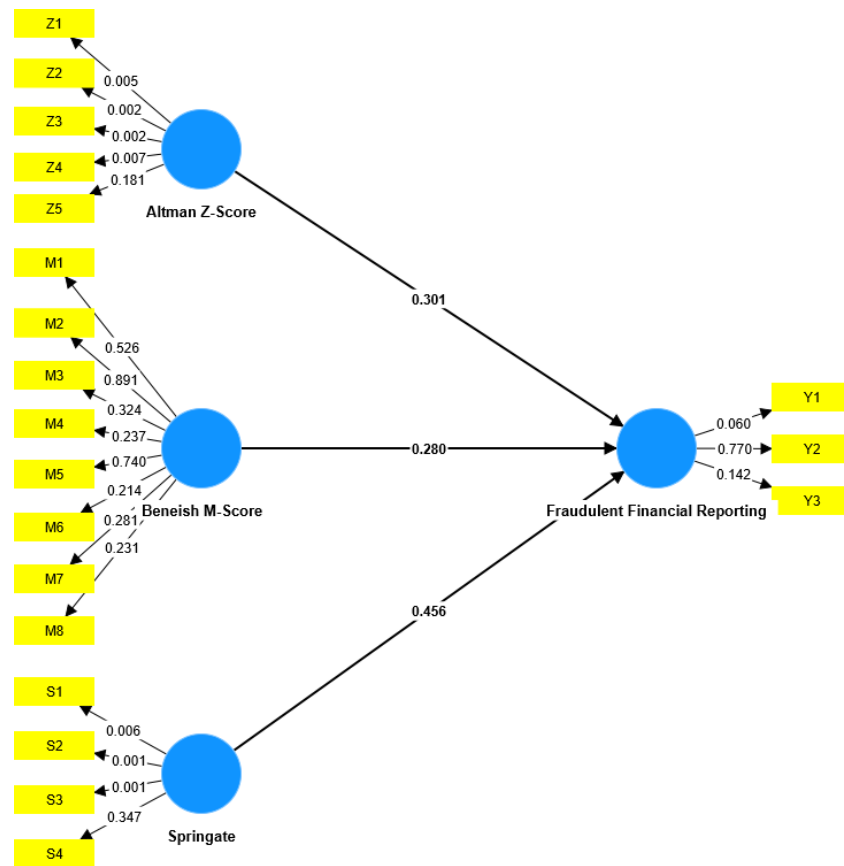 Z1
0.005
Z2
0.002
Z3
0.002
Z4
0.007
Z5
0.181
Altman Z-Score
M1
0.526
M2
0.891
M3
0.324
M4
0.237
M5
0.740
M6
0.214
M7
0.281
M8
0.231
Beneish M-Score
S1
0.006
S2
0.001
S3
0.001
S4
0.347
Springate
0.301
0.280
0.456
Fraudulent Financial Reporting
Y1
0.060
Y2
0.770
Y3
0.142